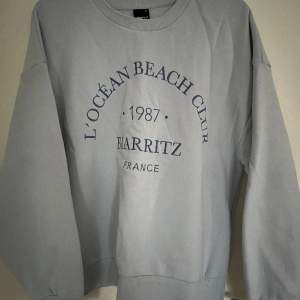 L'OCÉAN BEACH CLUB
· 1987 ·
BIARRITZ
FRANCE